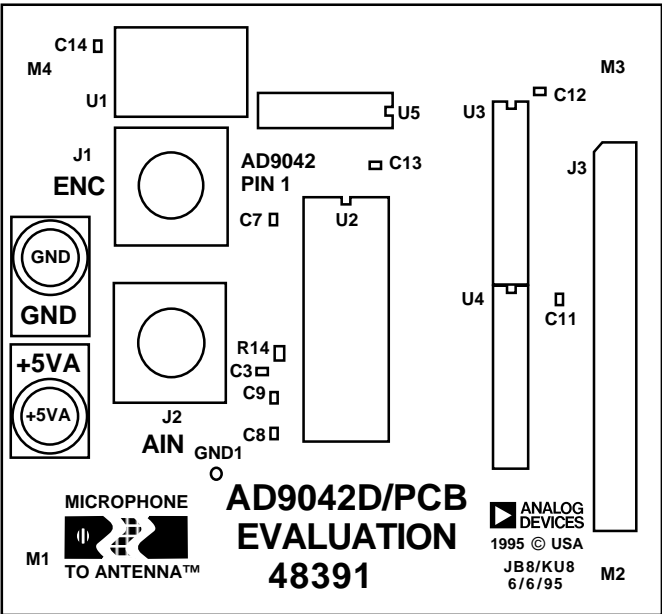 C14
M4
U1
M3
C12
U5
U3
J1
ENC
AD9042
PIN 1
C13
J3
C7
U2
GND
GND
U4
C11
+5VA
+5VA
R14
C3
C9
C8
J2
AIN
GND1
AD9042D/PCB
EVALUATION
48391
MICROPHONE
TO ANTENNA™
M1
ANALOG
DEVICES
1995 © USA
JB8/KU8
6/6/95
M2